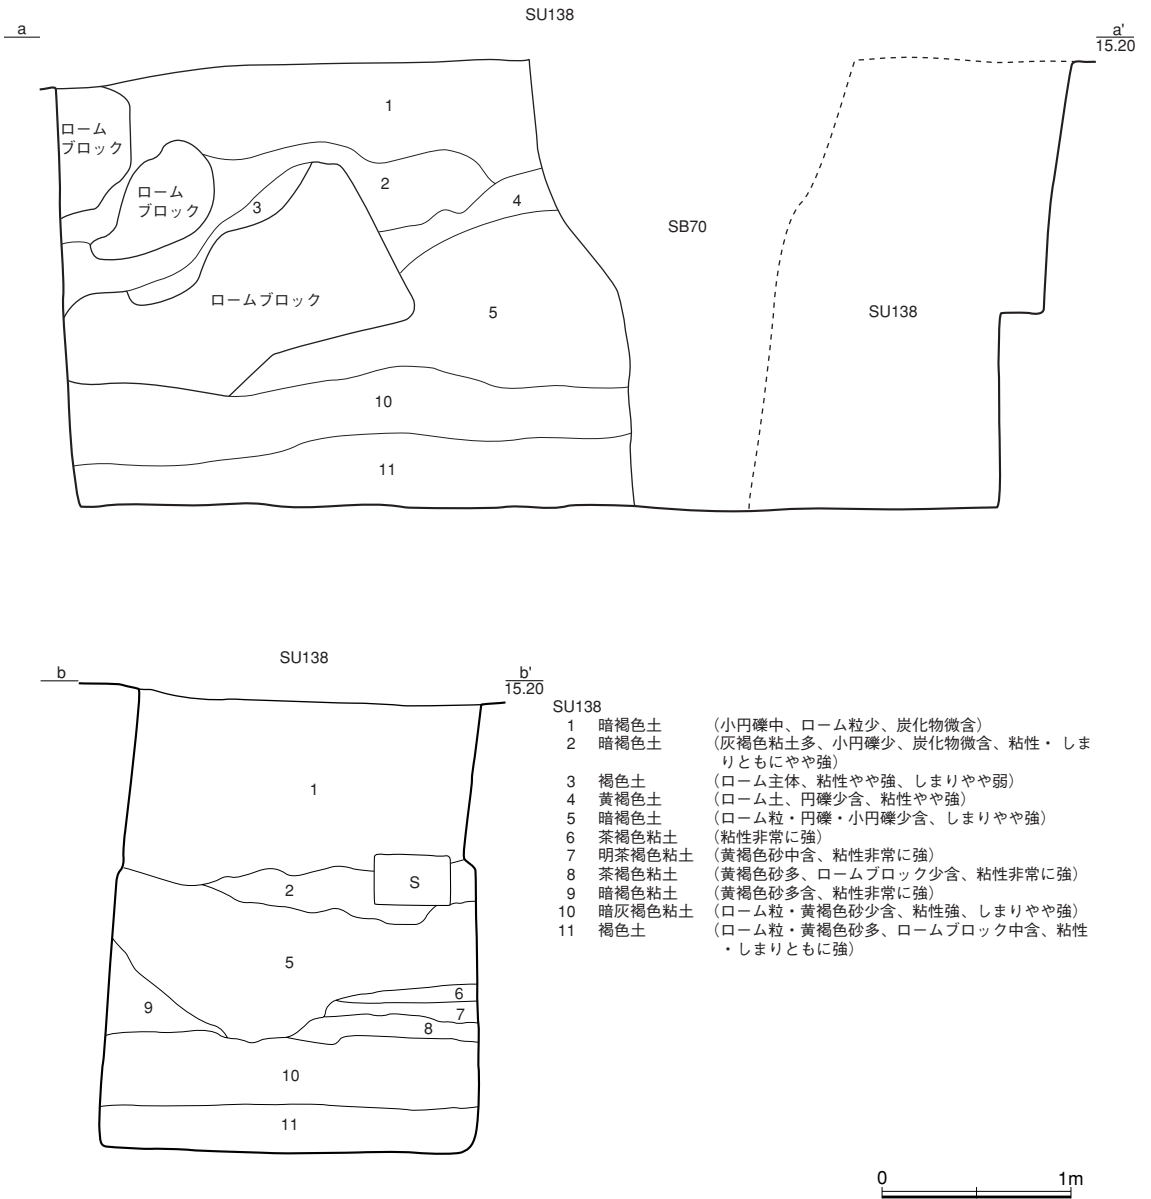 SU138
a
a'
15.20
1
ローム
ブロック
ローム
ブロック
2
3
4
SB70
ロームブロック
5
SU138
10
11
SU138
b
b'
15.20
1
2
S
5
6
7
8
9
10
11
SU138
1 暗褐色土 （小円礫中、ローム粒少、炭化物微含）
2 暗褐色土 （灰褐色粘土多、小円礫少、炭化物微含、粘性・ しま
りともにやや強）
3 褐色土 （ローム主体、粘性やや強、しまりやや弱）
4 黄褐色土 （ローム土、円礫少含、粘性やや強）
5 暗褐色土 （ローム粒・円礫・小円礫少含、しまりやや強）
6 茶褐色粘土 （粘性非常に強）
7 明茶褐色粘土 （黄褐色砂中含、粘性非常に強）
8 茶褐色粘土 （黄褐色砂多、ロームブロック少含、粘性非常に強）
9 暗褐色粘土 （黄褐色砂多含、粘性非常に強）
10 暗灰褐色粘土 （ローム粒・黄褐色砂少含、粘性強、しまりやや強）
11 褐色土 （ローム粒・黄褐色砂多、ロームブロック中含、粘性
・しまりともに強）
0 1m